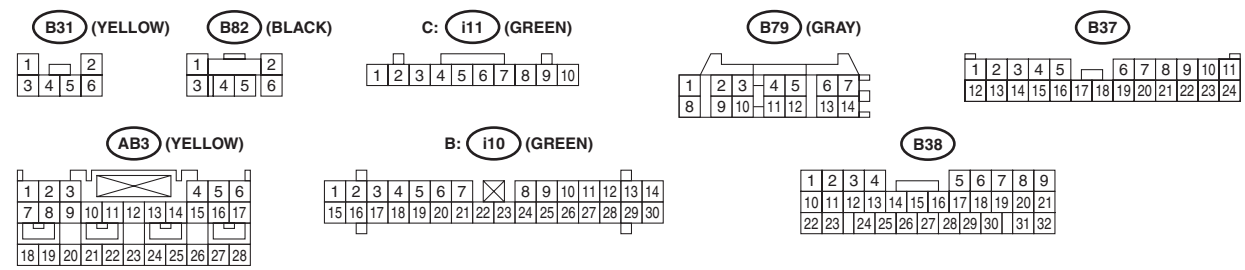 B31 (YELLOW)
1 2
3 4 5 6
B82 (BLACK)
1 2
3 4 5 6
C: i11 (GREEN)
1 2 3 4 5 6 7 8 9 10
B79 (GRAY)
1 2 3 4 5 6 7
8 9 10 11 12 13 14
B37
1 2 3 4 5 6 7 8 9 10 11
12 13 14 15 16 17 18 19 20 21 22 23 24
AB3 (YELLOW)
1 2 3 4 5 6
7 8 9 10 11 12 13 14 15 16 17
18 19 20 21 22 23 24 25 26 27 28
B: i10 (GREEN)
1 2 3 4 5 6 7 8 9 10 11 12 13 14
15 16 17 18 19 20 21 22 23 24 25 26 27 28 29 30
B38
1 2 3 4 5 6 7 8 9
10 11 12 13 14 15 16 17 18 19 20 21
22 23 24 25 26 27 28 29 30 31 32